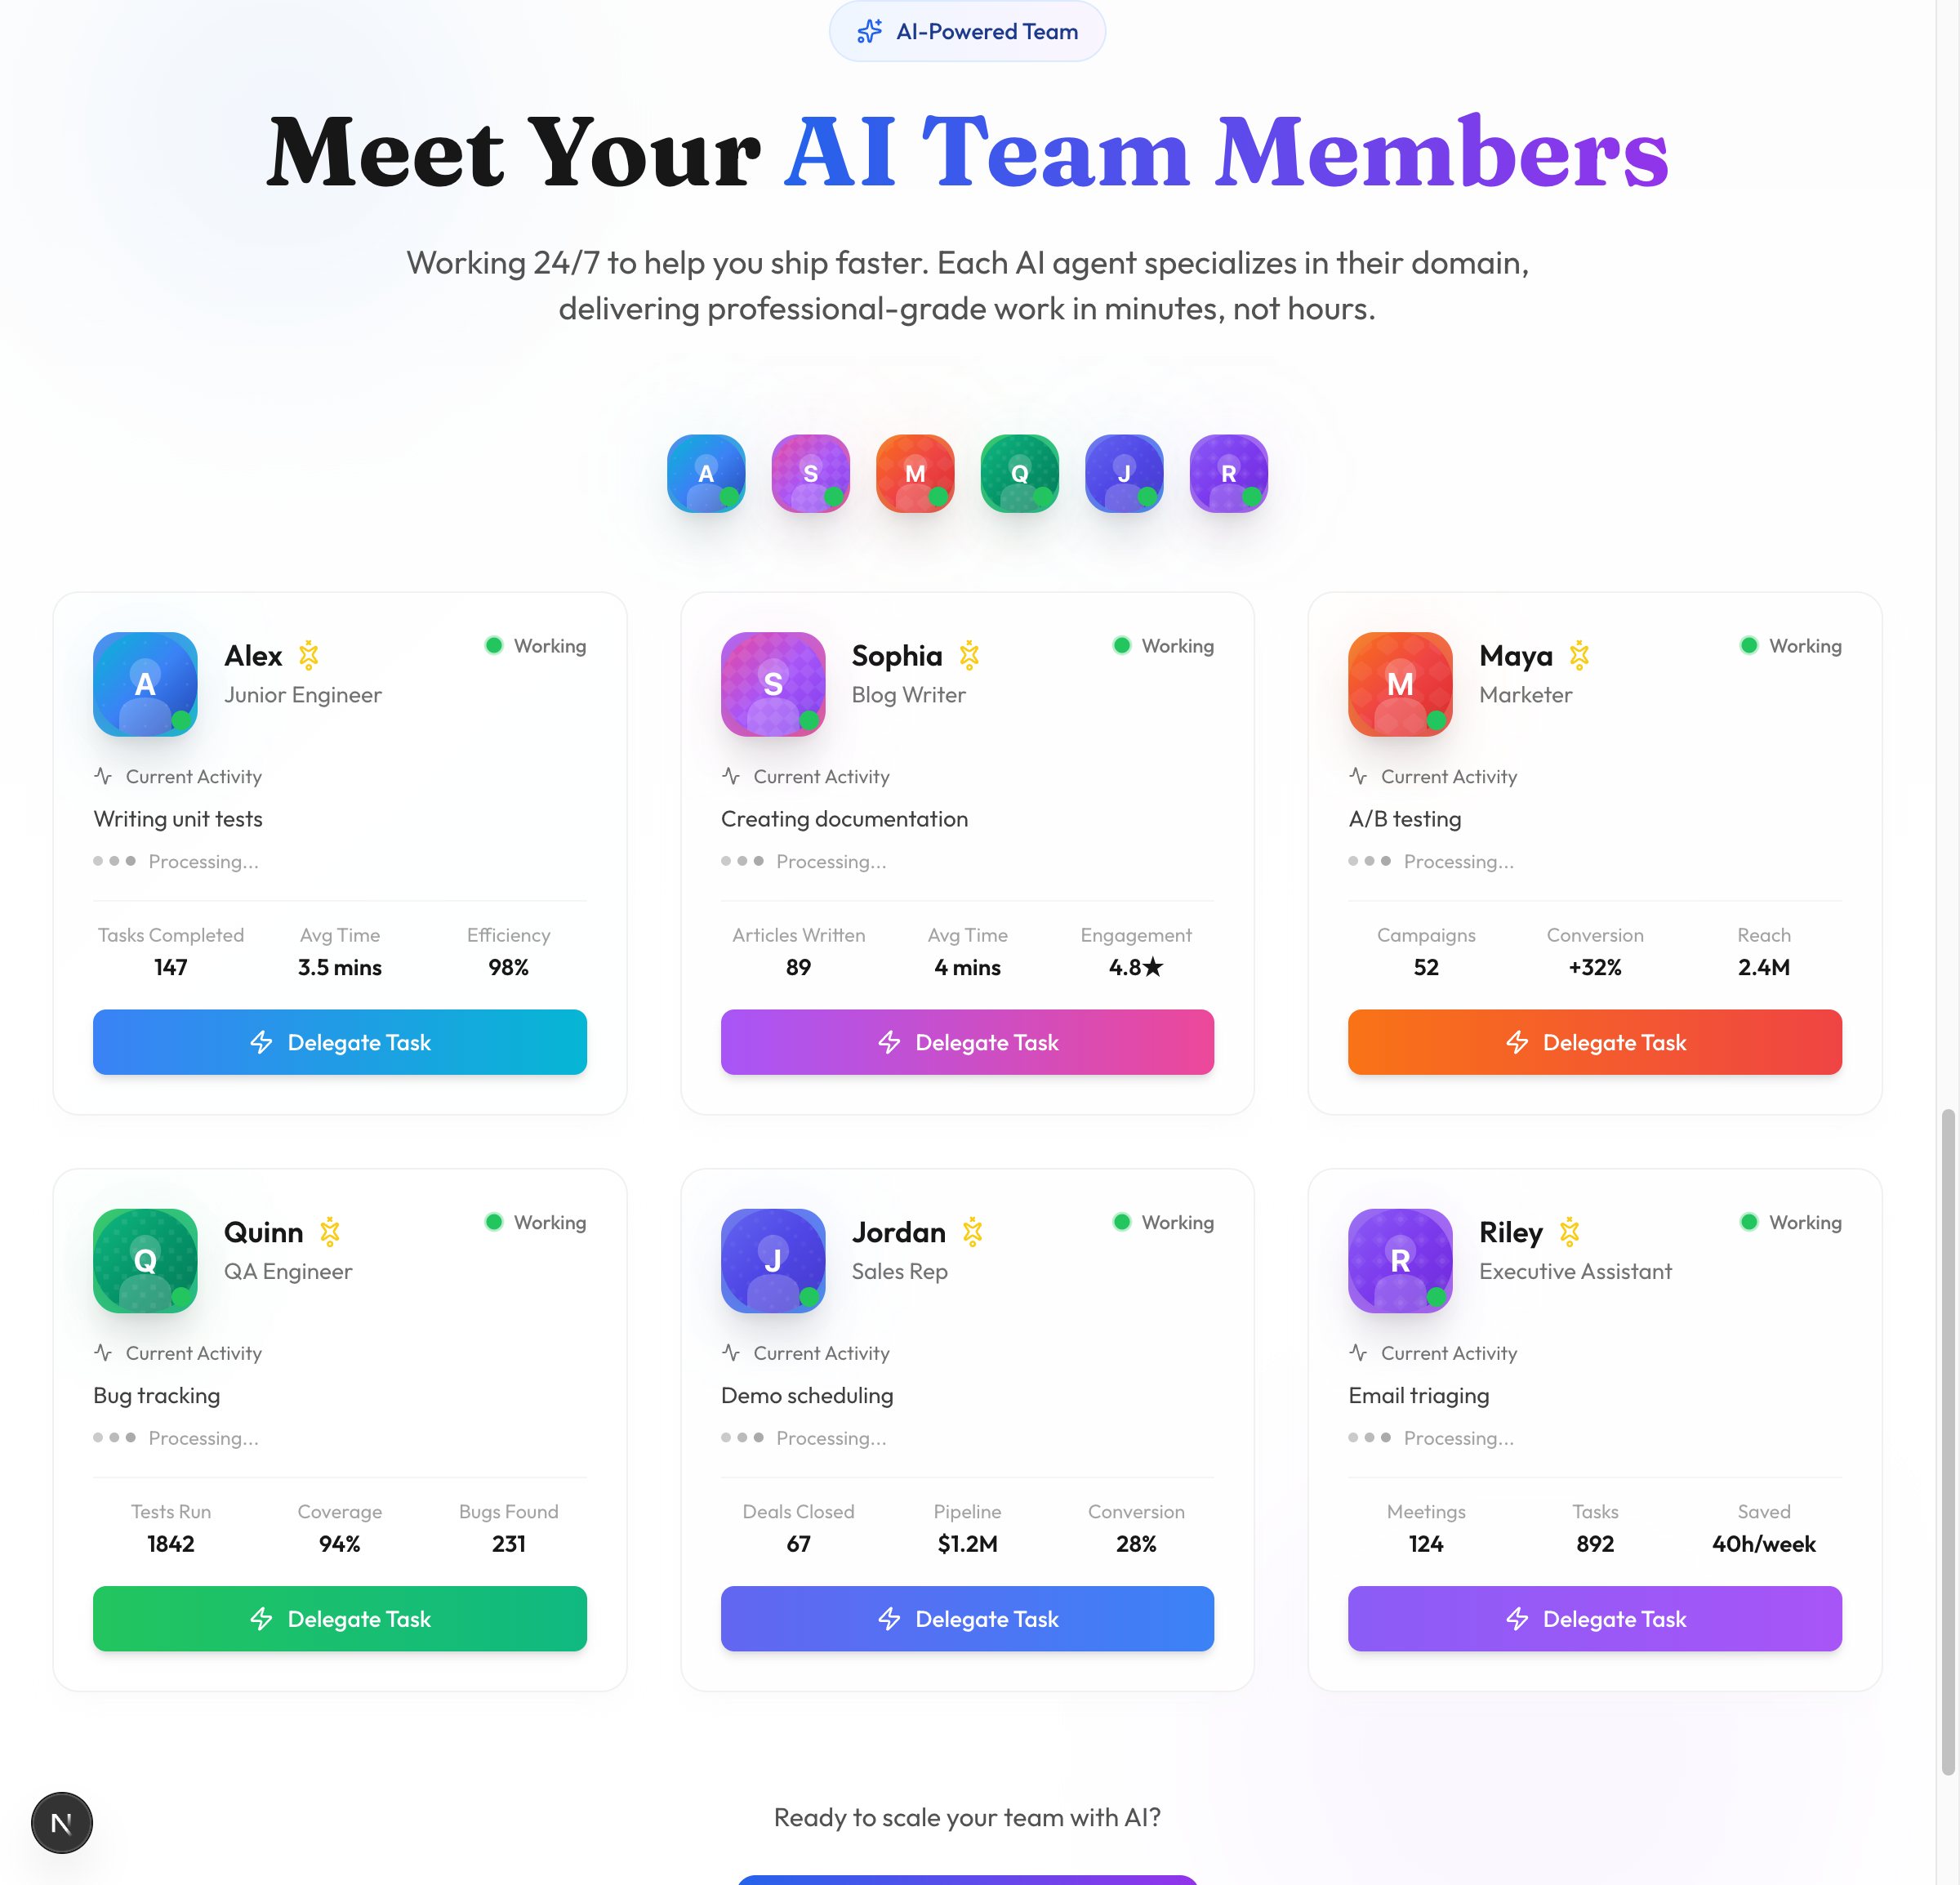 AI-Powered Team
Meet Your AI Team Members
Working 24/7 to help you ship faster. Each AI agent specializes in their domain,
delivering professional-grade work in minutes, not hours.
A S M Q J R
A
Alex
Working
Junior Engineer
Current Activity
Writing unit tests
Processing...
Tasks Completed Avg Time Efficiency
147 3.5 mins 98%
Delegate Task
S
Sophia
Working
Blog Writer
Current Activity
Creating documentation
Processing...
Articles Written Avg Time Engagement
89 4 mins 4.8★
Delegate Task
M
Maya
Working
Marketer
Current Activity
A/B testing
Processing...
Campaigns Conversion Reach
52 +32% 2.4M
Delegate Task
Q
Quinn
Working
QA Engineer
Current Activity
Bug tracking
Processing...
Tests Run Coverage Bugs Found
1842 94% 231
Delegate Task
J
Jordan
Working
Sales Rep
Current Activity
Demo scheduling
Processing...
Deals Closed Pipeline Conversion
67 $1.2M 28%
Delegate Task
R
Riley
Working
Executive Assistant
Current Activity
Email triaging
Processing...
Meetings Tasks Saved
124 892 40h/week
Delegate Task
N
Ready to scale your team with AI?